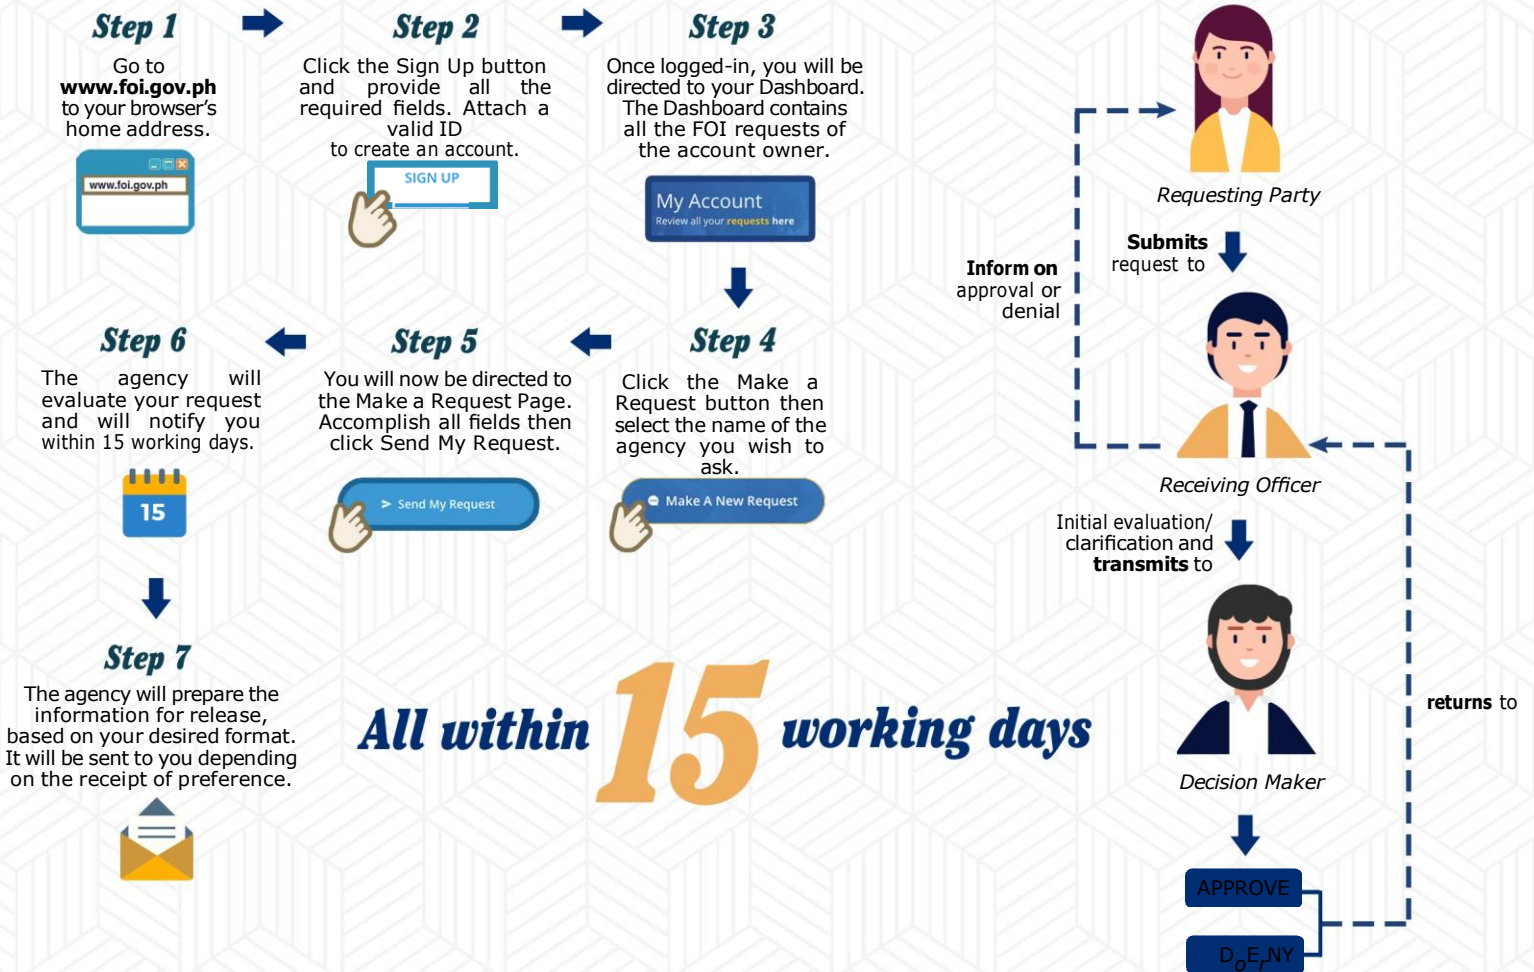 Step 1
Go to
www.foi.gov.ph
to your browser's
home address.
www.foi.gov.ph
Step 2
Click the Sign Up button
and provide all the
required fields. Attach a
valid ID
to create an account.
SIGN UP
Step 3
Once logged-in, you will be
directed to your Dashboard.
The Dashboard contains
all the FOI requests of
the account owner.
My Account
Review all your requests here
Step 4
Click the Make a
Request button then
select the name of the
agency you wish to
ask.
Make A New Request
Step 5
You will now be directed to
the Make a Request Page.
Accomplish all fields then
click Send My Request.
Send My Request
Step 6
The agency will
evaluate your request
and will notify you
within 15 working days.
15
Step 7
The agency will prepare the
information for release,
based on your desired format.
It will be sent to you depending
on the receipt of preference.
All within 15 working days
Requesting Party
Submits
request to
Inform on
approval or
denial
Receiving Officer
Initial evaluation/
clarification and
transmits to
Decision Maker
returns to
APPROVE
or
DENY